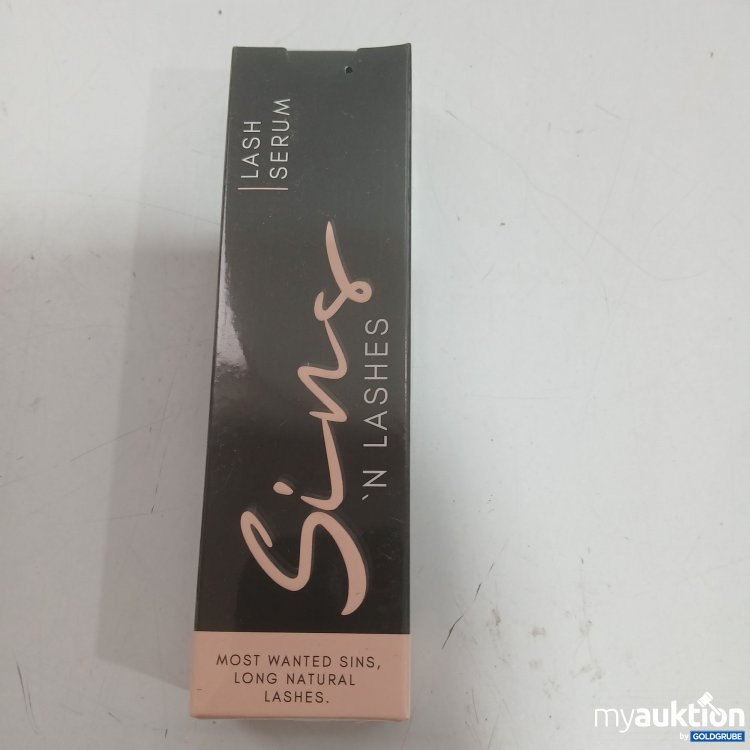 LASH
SERUM
Sins
`N LASHES
MOST WANTED SINS,
LONG NATURAL
LASHES.
myauktion
by GOLDGRUBE